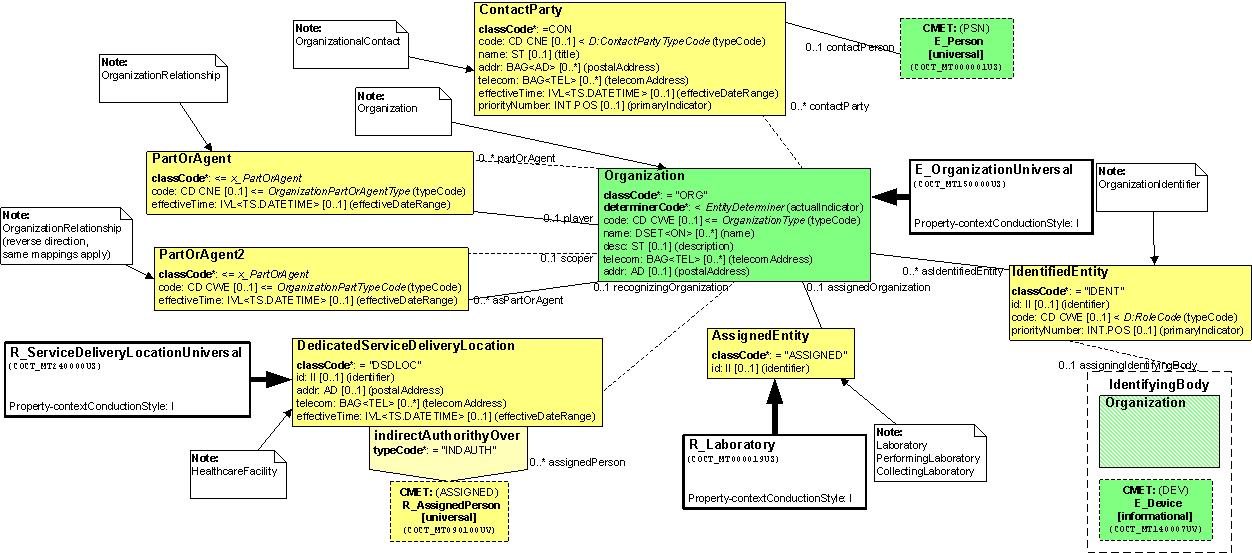 ContactParty
classCode*: =CON
code: CD CNE [0..1] < D:ContactPartyTypeCode (typeCode)
name: ST [0..1] (title)
addr: BAG<AD> [0..*] (postalAddress)
telecom: BAG<TEL> [0..*] (telecomAddress)
effectiveTime: IVL<TS.DATETIME> [0..1] (effectiveDateRange)
priorityNumber: INT.POS [0..1] (primaryIndicator)
Note:
OrganizationalContact
0..1 contactPerson
CMET: (PSN)
E_Person
[universal]
(COCT_MT000001US)
Note:
OrganizationRelationship
Note:
Organization
0..* contactParty
PartOrAgent
classCode*: <= x_PartOrAgent
code: CD CNE [0..1] <= OrganizationPartOrAgentType (typeCode)
effectiveTime: IVL<TS.DATETIME> [0..1] (effectiveDateRange)
0..* partOrAgent
0..1 player
Organization
classCode*: = "ORG"
determinerCode*: < EntityDeterminer (actualIndicator)
code: CD CWE [0..1] <= OrganizationType (typeCode)
name: DSET<ON> [0..*] (name)
desc: ST [0..1] (description)
telecom: BAG<TEL> [0..*] (telecomAddress)
addr: AD [0..1] (postalAddress)
E_OrganizationUniversal
(COCT_MT150000US)
Property-contextConductionStyle: I
Note:
OrganizationIdentifier
Note:
OrganizationRelationship
(reverse direction,
same mappings apply)
PartOrAgent2
classCode*: <= x_PartOrAgent
code: CD CWE [0..1] <= OrganizationPartTypeCode (typeCode)
effectiveTime: IVL<TS.DATETIME> [0..1] (effectiveDateRange)
0..1 scoper
0..* asPartOrAgent
0..1 recognizingOrganization
0..1 assignedOrganization
0..* asIdentifiedEntity
IdentifiedEntity
classCode*: = "IDENT"
id: II [0..1] (identifier)
code: CD CWE [0..1] < D:RoleCode (typeCode)
priorityNumber: INT.POS [0..1] (primaryIndicator)
R_ServiceDeliveryLocationUniversal
(COCT_MT240000US)
Property-contextConductionStyle: I
DedicatedServiceDeliveryLocation
classCode*: = "DSDLOC"
id: II [0..1] (identifier)
addr: AD [0..1] (postalAddress)
telecom: BAG<TEL> [0..*] (telecomAddress)
effectiveTime: IVL<TS.DATETIME> [0..1] (effectiveDateRange)
AssignedEntity
classCode*: = "ASSIGNED"
id: II [0..1] (identifier)
0..1 assigningIdentifyingBody
IdentifyingBody
Organization
CMET: (DEV)
E_Device
[informational]
(COCT_MT140007UV)
indirectAuthorithyOver
typeCode*: = "INDAUTH"
0..* assignedPerson
Note:
HealthcareFacility
CMET: (ASSIGNED)
R_AssignedPerson
[universal]
(COCT_MT090100UV)
R_Laboratory
(COCT_MT000019US)
Property-contextConductionStyle: I
Note:
Laboratory
PerformingLaboratory
CollectingLaboratory